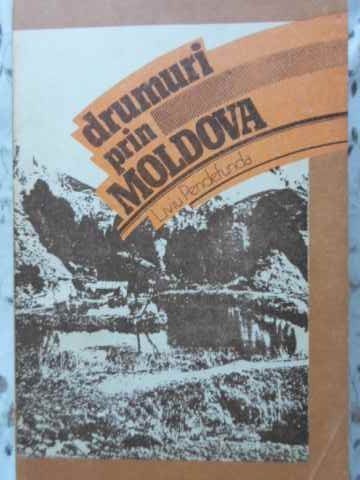 drumuri
prin
MOLDOVA
Liviu Pendefunda